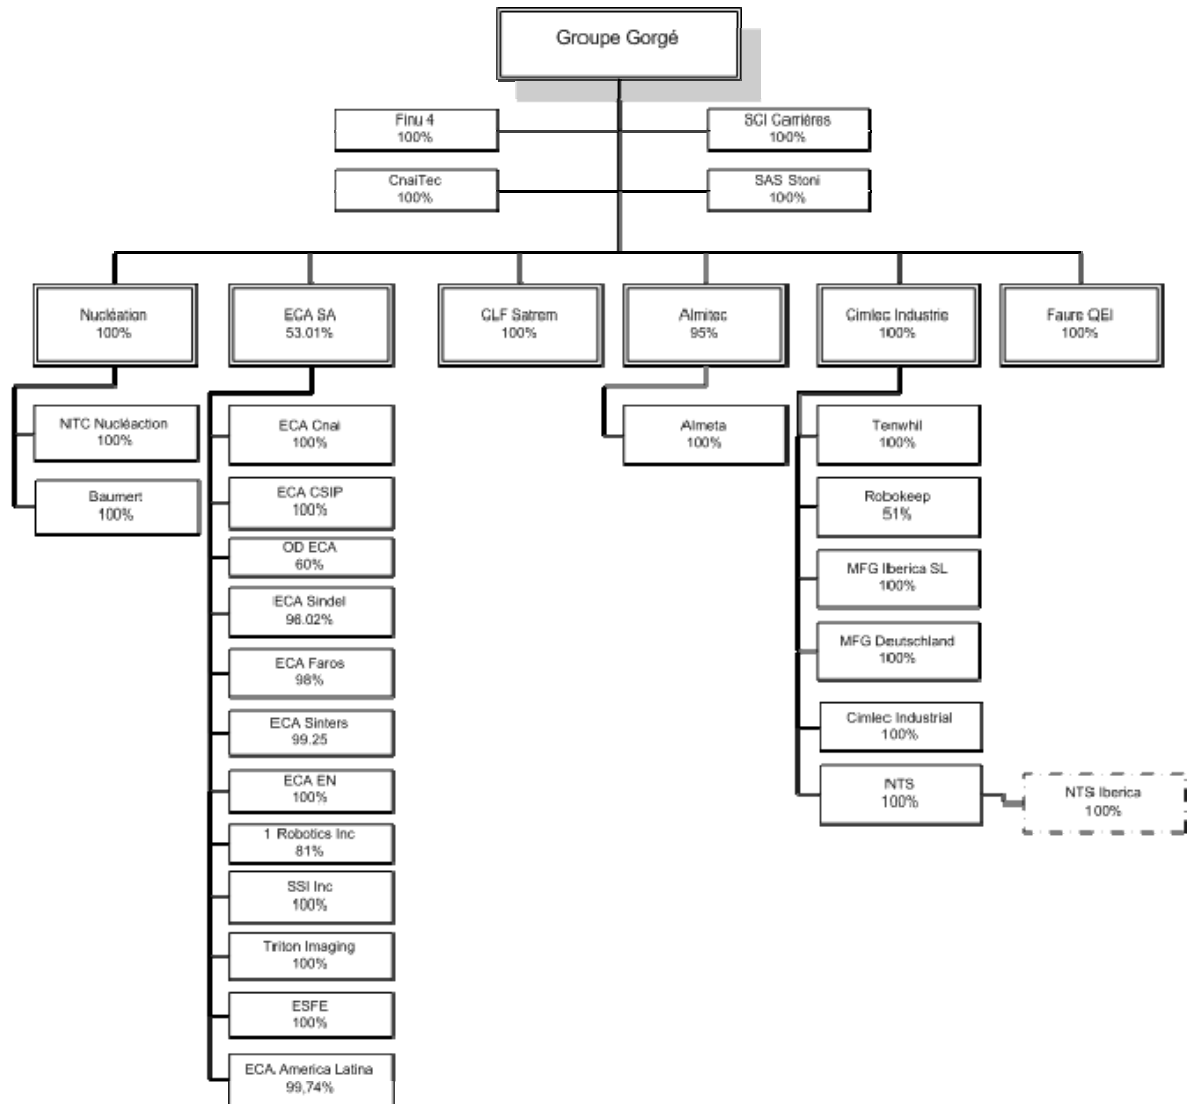 Groupe Gorgé
Finu 4
100%
SCI Carrières
100%
CnaiTec
100%
SAS Stoni
100%
Nucléation
100%
ECA SA
53.01%
CLF Satrem
100%
Almitec
95%
Cimlec Industrie
100%
Faure QEI
100%
NITC Nucléaction
100%
Baumert
100%
ECA Cnai
100%
ECA CSIP
100%
OD ECA
60%
ECA Sindel
96.02%
ECA Faros
98%
ECA Sinters
99.25
ECA EN
100%
1 Robotics Inc
81%
SSI Inc
100%
Triton Imaging
100%
ESFE
100%
ECA. America Latina
99,74%
Almeta
100%
Tenwhil
100%
Robokeep
51%
MFG Iberica SL
100%
MFG Deutschland
100%
Cimlec Industrial
100%
NTS
100%
NTS Iberica
100%